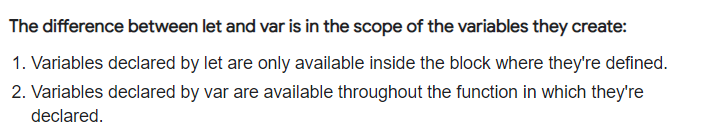 The difference between let and var is in the scope of the variables they create:
1. Variables declared by let are only available inside the block where they're defined.
2. Variables declared by var are available throughout the function in which they're
declared.